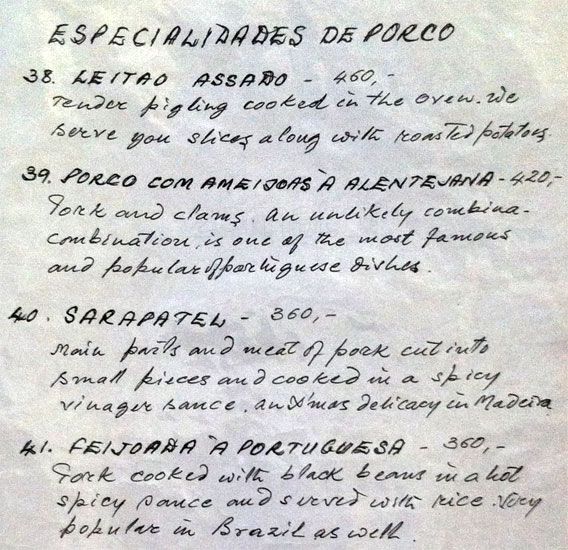 ESPECIALIDADES DE PORCO
38. LEITAO ASSADO - 460,-
Tender pigling cooked in the oven. We
serve you slices along with roasted potatoes
39. PORCO COM AMEIJOAS À ALENTEJANA - 420,-
Pork and clams. an unlikely combina-
combination, is one of the most famous
and popular of portuguese dishes.
40. SARAPATEL - 360,-
Main parts and meat of pork cut into
small pieces and cooked in a spicy
vinager sance. an X'mas delicacy in Madeira
41. FEIJOADA À PORTUGUESA - 360,-
Pork cooked with black beans in a hot
spicy sance and served with rice. Very
popular in Brazil as well.